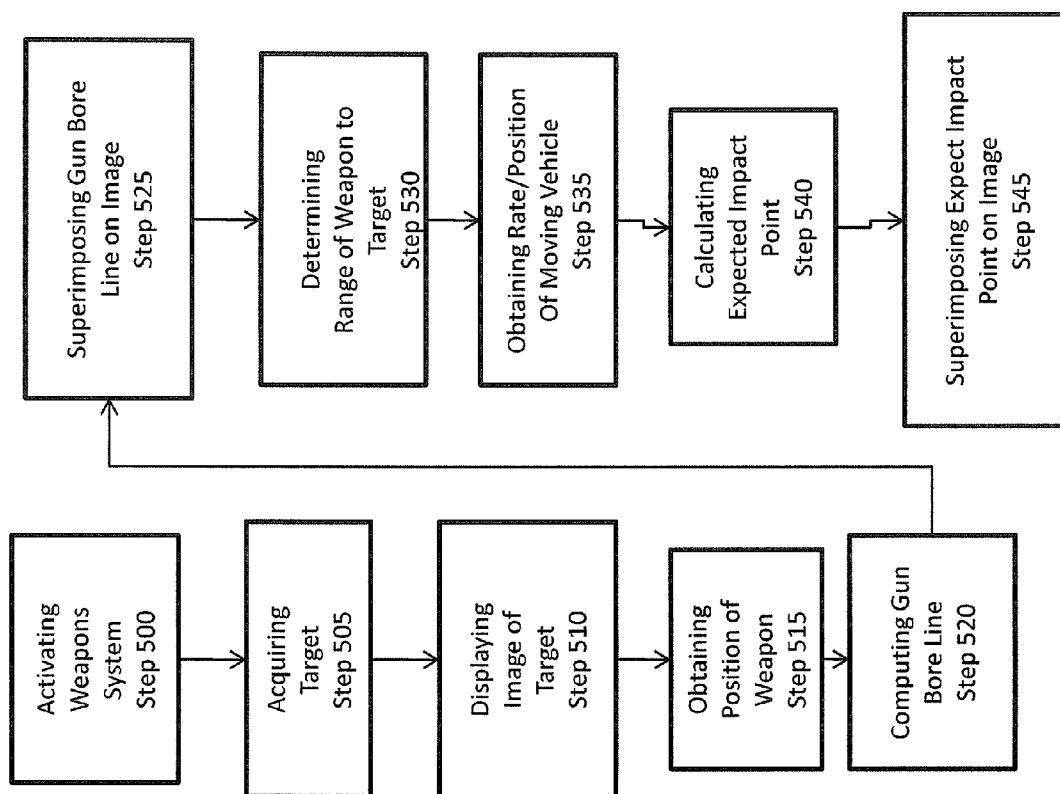 Activating
Weapons
System
Step 500
Acquiring
Target
Step 505
Displaying
Image of
Target
Step 510
Obtaining
Position of
Weapon
Step 515
Computing Gun
Bore Line
Step 520
Superimposing Gun Bore
Line on Image
Step 525
Determining
Range of Weapon to
Target
Step 530
Obtaining Rate/Position
Of Moving Vehicle
Step 535
Calculating
Expected Impact
Point
Step 540
Superimposing Expect Impact
Point on Image
Step 545